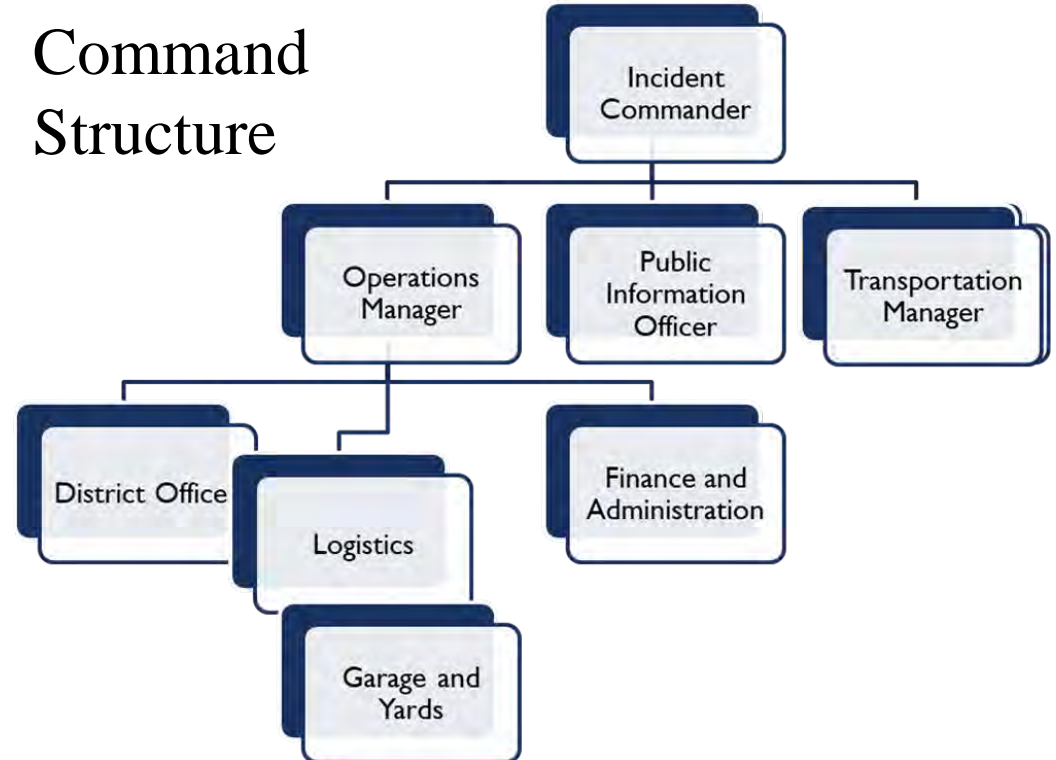 Command
Structure
Incident
Commander
Operations
Manager
Public
Information
Officer
Transportation
Manager
District Office
Logistics
Finance and
Administration
Garage and
Yards